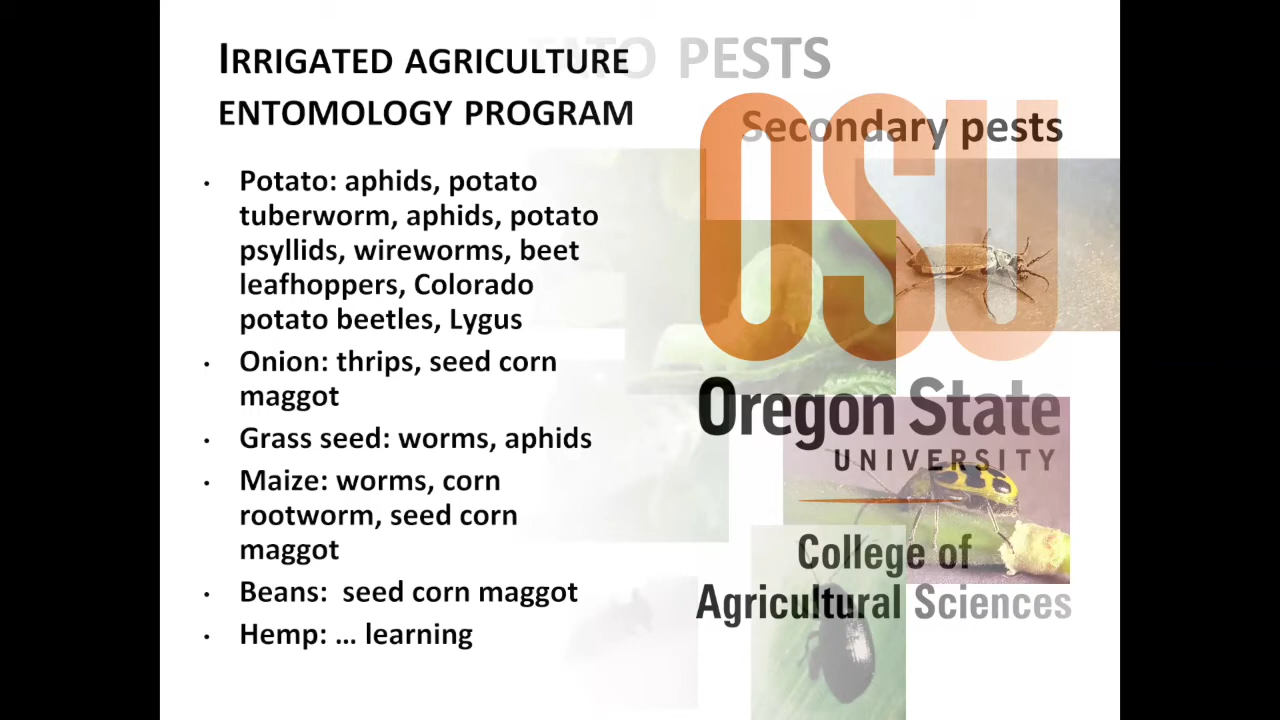 IRRIGATED AGRICULTURE
ENTOMOLOGY PROGRAM
• Potato: aphids, potato
tuberworm, aphids, potato
psyllids, wireworms, beet
leafhoppers, Colorado
potato beetles, Lygus
• Onion: thrips, seed corn
maggot
• Grass seed: worms, aphids
• Maize: worms, corn
rootworm, seed corn
maggot
• Beans: seed corn maggot
• Hemp: … learning
PESTS
Secondary pests
OSU
Oregon State
UNIVERSITY
College of
Agricultural Sciences